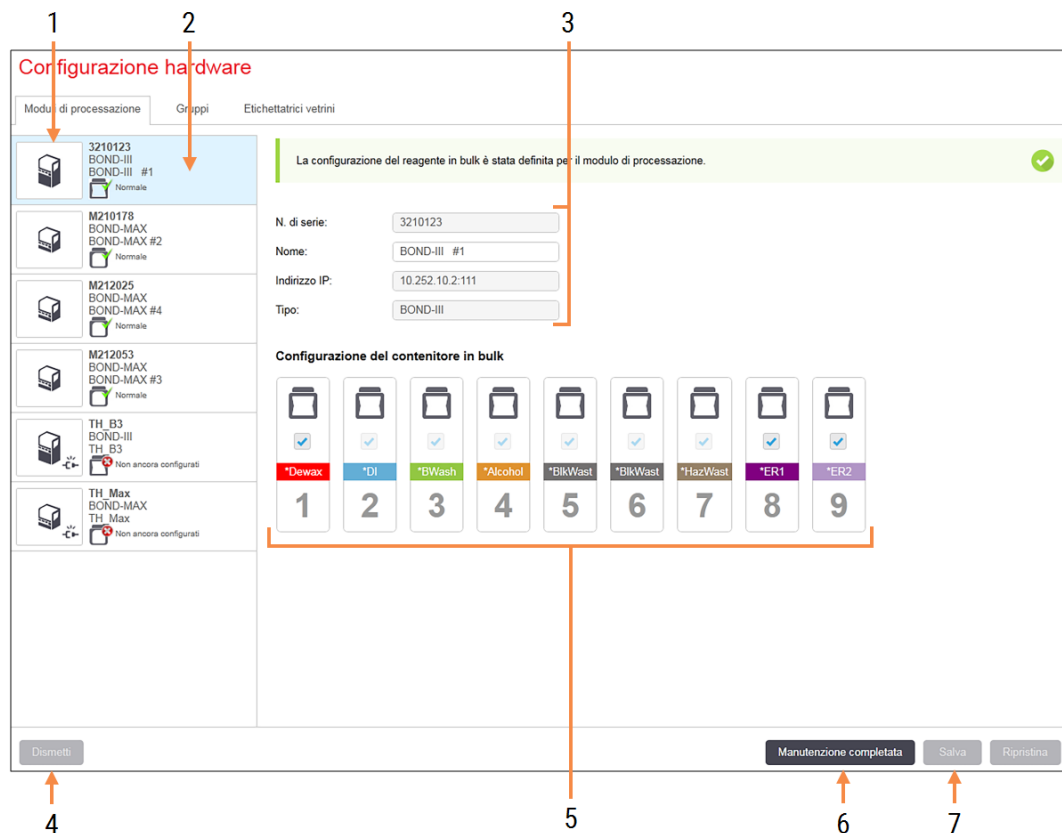 1
2
3
Configurazione hardware
Moduli di processazione
Gruppi
Etichettatrici vetrini
3210123
BOND-III
BOND-III #1
Normale
M210178
BOND-MAX
BOND-MAX #2
Normale
M212025
BOND-MAX
BOND-MAX #4
Normale
M212053
BOND-MAX
BOND-MAX #3
Normale
TH_B3
BOND-III
TH_B3
Non ancora configurati
TH_Max
BOND-MAX
TH_Max
Non ancora configurati
La configurazione del reagente in bulk è stata definita per il modulo di processazione.
N. di serie: 3210123
Nome: BOND-III #1
Indirizzo IP: 10.252.10.2:111
Tipo: BOND-III
Configurazione del contenitore in bulk
*Dewax *DI *BWash *Alcohol *BlkWast *BlkWast *HazWast *ER1 *ER2
1 2 3 4 5 6 7 8 9
Dismetti
Manutenzione completata
Salva
Ripristina
4
5
6
7